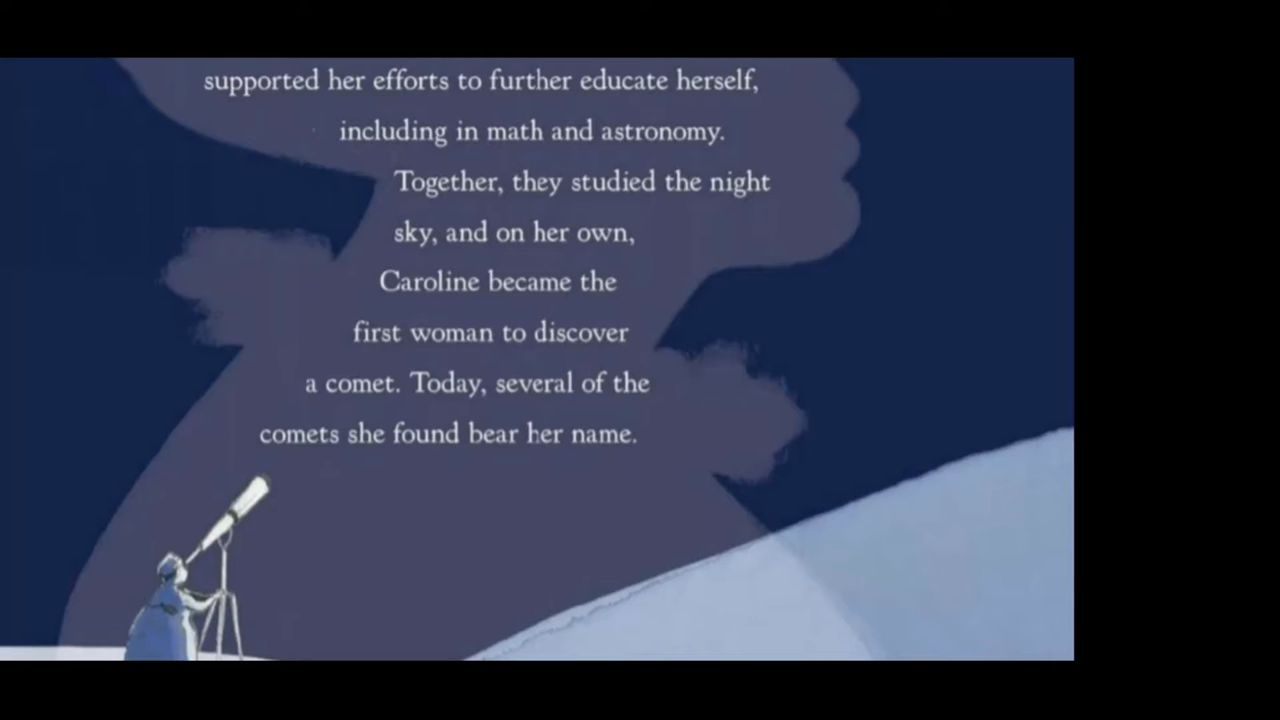 supported her efforts to further educate herself,
including in math and astronomy.
Together, they studied the night
sky, and on her own,
Caroline became the
first woman to discover
a comet. Today, several of the
comets she found bear her name.